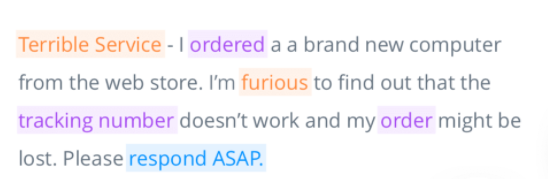 Terrible Service - I ordered a a brand new computer
from the web store. I’m furious to find out that the
tracking number doesn’t work and my order might be
lost. Please respond ASAP.